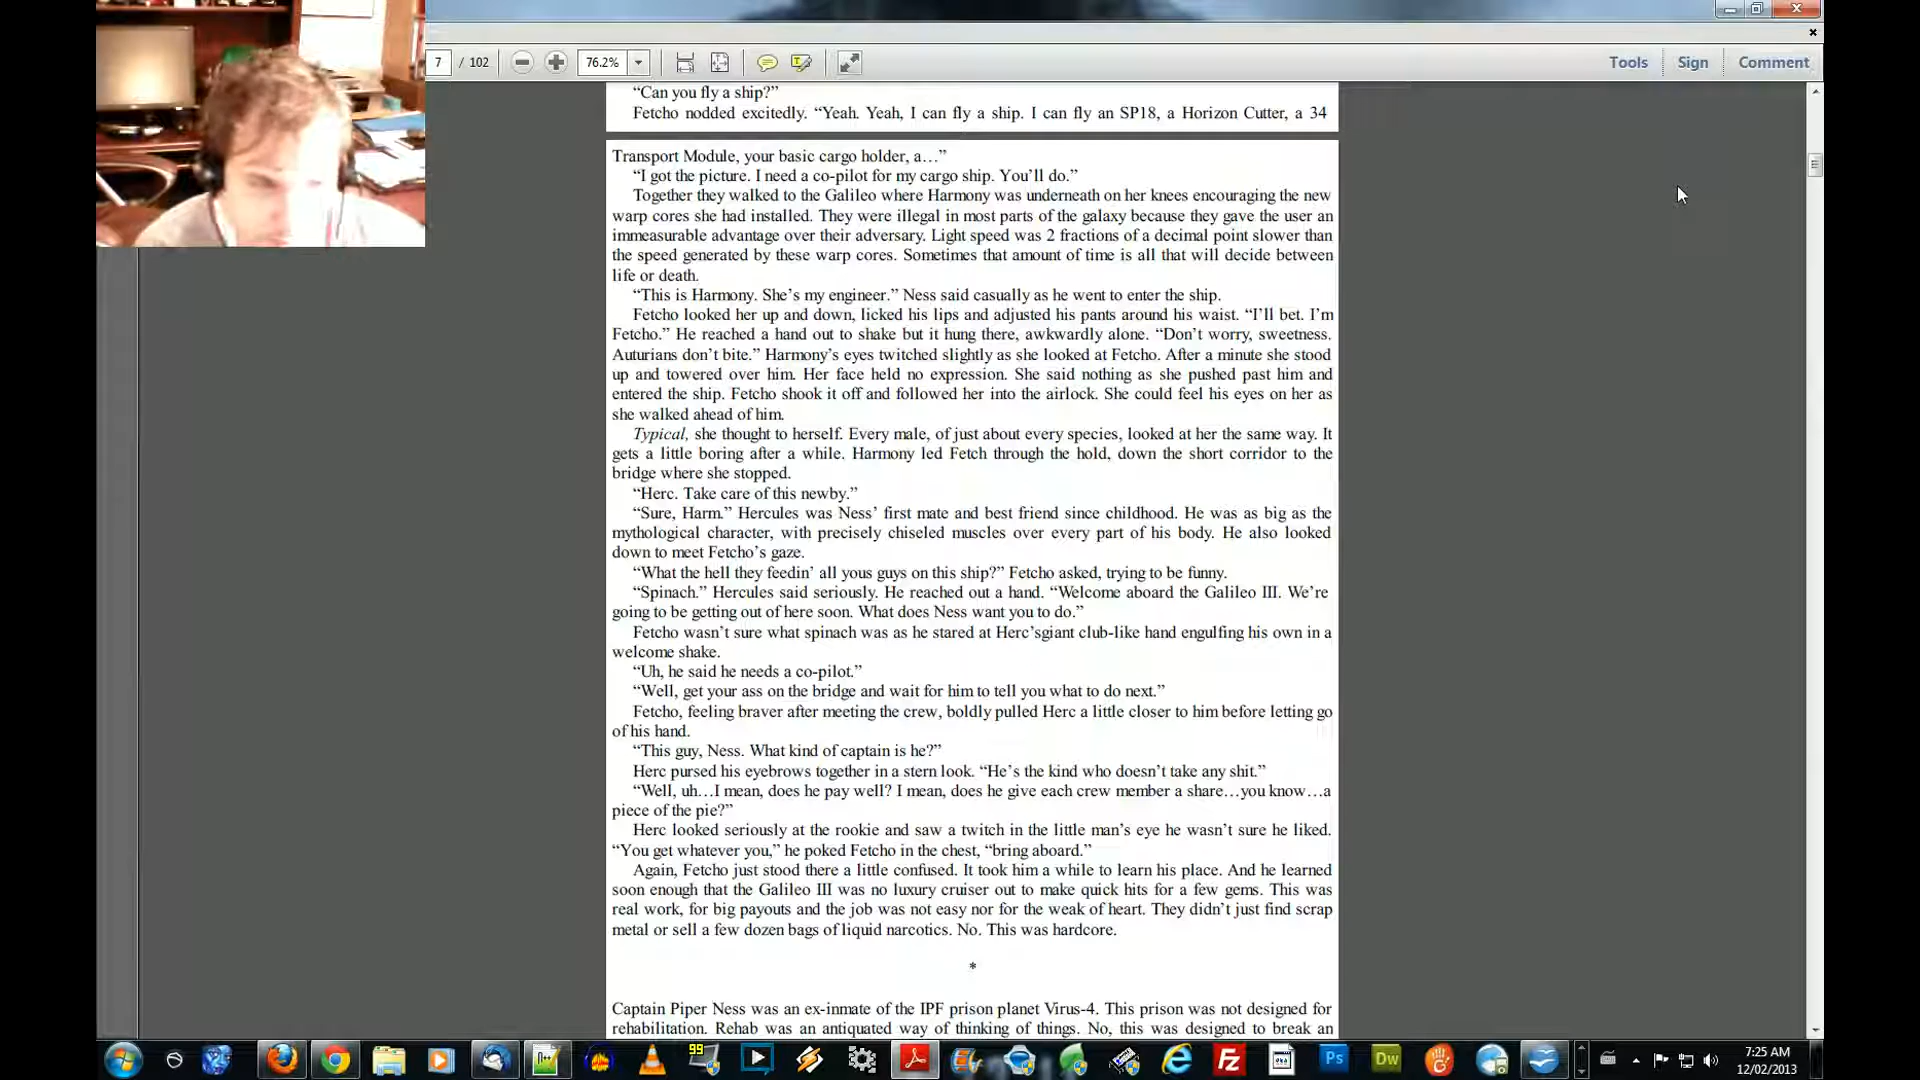 7 / 102
76.2%
Tools
Sign
Comment
“Can you fly a ship?”
Fetcho nodded excitedly. “Yeah. Yeah, I can fly a ship. I can fly an SP18, a Horizon Cutter, a 34
Transport Module, your basic cargo holder, a…”
“I got the picture. I need a co-pilot for my cargo ship. You’ll do.”
Together they walked to the Galileo where Harmony was underneath on her knees encouraging the new
warp cores she had installed. They were illegal in most parts of the galaxy because they gave the user an
immeasurable advantage over their adversary. Light speed was 2 fractions of a decimal point slower than
the speed generated by these warp cores. Sometimes that amount of time is all that will decide between
life or death.
“This is Harmony. She’s my engineer.” Ness said casually as he went to enter the ship.
Fetcho looked her up and down, licked his lips and adjusted his pants around his waist. “I’ll bet. I’m
Fetcho.” He reached a hand out to shake but it hung there, awkwardly alone. “Don’t worry, sweetness.
Auturians don’t bite.” Harmony’s eyes twitched slightly as she looked at Fetcho. After a minute she stood
up and towered over him. Her face held no expression. She said nothing as she pushed past him and
entered the ship. Fetcho shook it off and followed her into the airlock. She could feel his eyes on her as
she walked ahead of him.
Typical, she thought to herself. Every male, of just about every species, looked at her the same way. It
gets a little boring after a while. Harmony led Fetch through the hold, down the short corridor to the
bridge where she stopped.
“Herc. Take care of this newby.”
“Sure, Harm.” Hercules was Ness’ first mate and best friend since childhood. He was as big as the
mythological character, with precisely chiseled muscles over every part of his body. He also looked
down to meet Fetcho’s gaze.
“What the hell they feedin’ all yous guys on this ship?” Fetcho asked, trying to be funny.
“Spinach.” Hercules said seriously. He reached out a hand. “Welcome aboard the Galileo III. We’re
going to be getting out of here soon. What does Ness want you to do.”
Fetcho wasn’t sure what spinach was as he stared at Herc’sgiant club-like hand engulfing his own in a
welcome shake.
“Uh, he said he needs a co-pilot.”
“Well, get your ass on the bridge and wait for him to tell you what to do next.”
Fetcho, feeling braver after meeting the crew, boldly pulled Herc a little closer to him before letting go
of his hand.
“This guy, Ness. What kind of captain is he?”
Herc pursed his eyebrows together in a stern look. “He’s the kind who doesn’t take any shit.”
“Well, uh…I mean, does he pay well? I mean, does he give each crew member a share…you know…a
piece of the pie?”
Herc looked seriously at the rookie and saw a twitch in the little man’s eye he wasn’t sure he liked.
“You get whatever you,” he poked Fetcho in the chest, “bring aboard.”
Again, Fetcho just stood there a little confused. It took him a while to learn his place. And he learned
soon enough that the Galileo III was no luxury cruiser out to make quick hits for a few gems. This was
real work, for big payouts and the job was not easy nor for the weak of heart. They didn’t just find scrap
metal or sell a few dozen bags of liquid narcotics. No. This was hardcore.
*
Captain Piper Ness was an ex-inmate of the IPF prison planet Virus-4. This prison was not designed for
rehabilitation. Rehab was an antiquated way of thinking of things. No, this was designed to break an
99
Fz
Ps
Dw
7:25 AM
12/02/2013